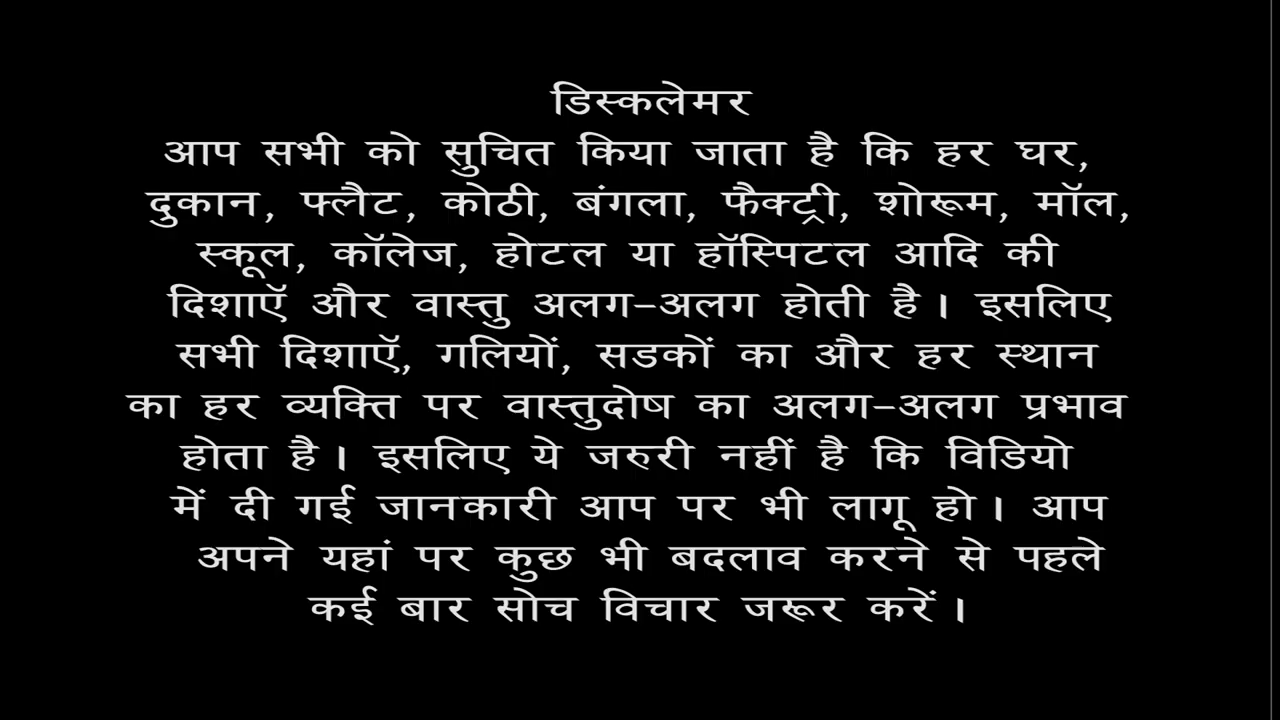 डिस्कलेमर
आप सभी को सुचित किया जाता है कि हर घर,
दुकान, फ्लैट, कोठी, बंगला, फैक्ट्री, शोरूम, मॉल,
स्कूल, कॉलेज, होटल या हॉस्पिटल आदि की
दिशाऍ और वास्तु अलग-अलग होती है। इसलिए
सभी दिशाऍ, गलियों, सडकों का और हर स्थान
का हर व्यक्ति पर वास्तुदोष का अलग-अलग प्रभाव
होता है। इसलिए ये जरुरी नहीं है कि विडियो
में दी गई जानकारी आप पर भी लागू हो। आप
अपने यहां पर कुछ भी बदलाव करने से पहले
कई बार सोच विचार जरूर करें।